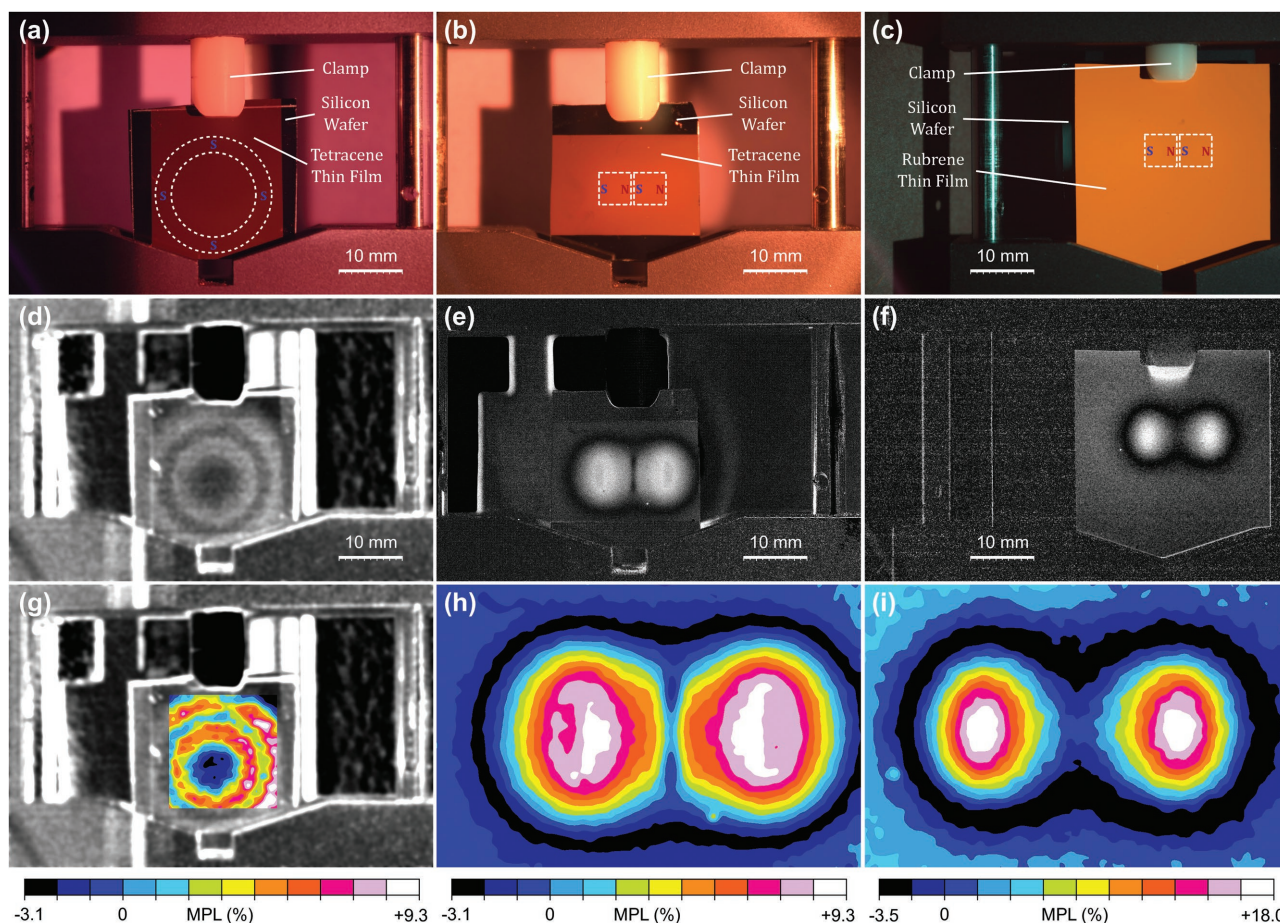 (a)
Clamp
Silicon
Wafer
Tetracene
Thin Film
S
S
S
S
10 mm
(b)
Clamp
Silicon
Wafer
Tetracene
Thin Film
S N S N
10 mm
(c)
Clamp
Silicon
Wafer
Rubrene
Thin Film
S N S N
10 mm
(d)
10 mm
(e)
10 mm
(f)
10 mm
(g)
(h)
(i)
-3.1 0 MPL (%) +9.3
-3.1 0 MPL (%) +9.3
-3.5 0 MPL (%) +18.0